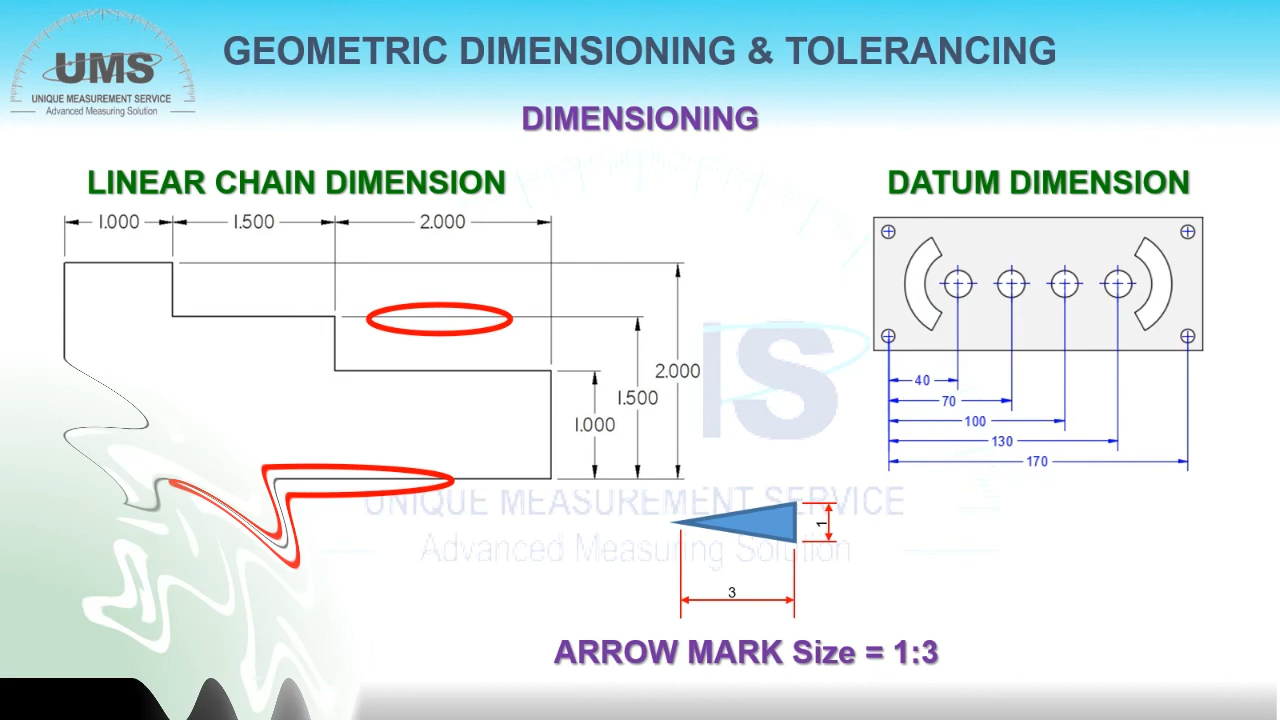 GEOMETRIC DIMENSIONING & TOLERANCING
UMS
UNIQUE MEASUREMENT SERVICE
Advanced Measuring Solution
DIMENSIONING
LINEAR CHAIN DIMENSION
DATUM DIMENSION
1.000
1.500
2.000
2.000
1.500
1.000
40
70
100
130
170
IS
UNIQUE MEASUREMENT SERVICE
Advanced Measuring Solution
1
3
ARROW MARK Size = 1:3